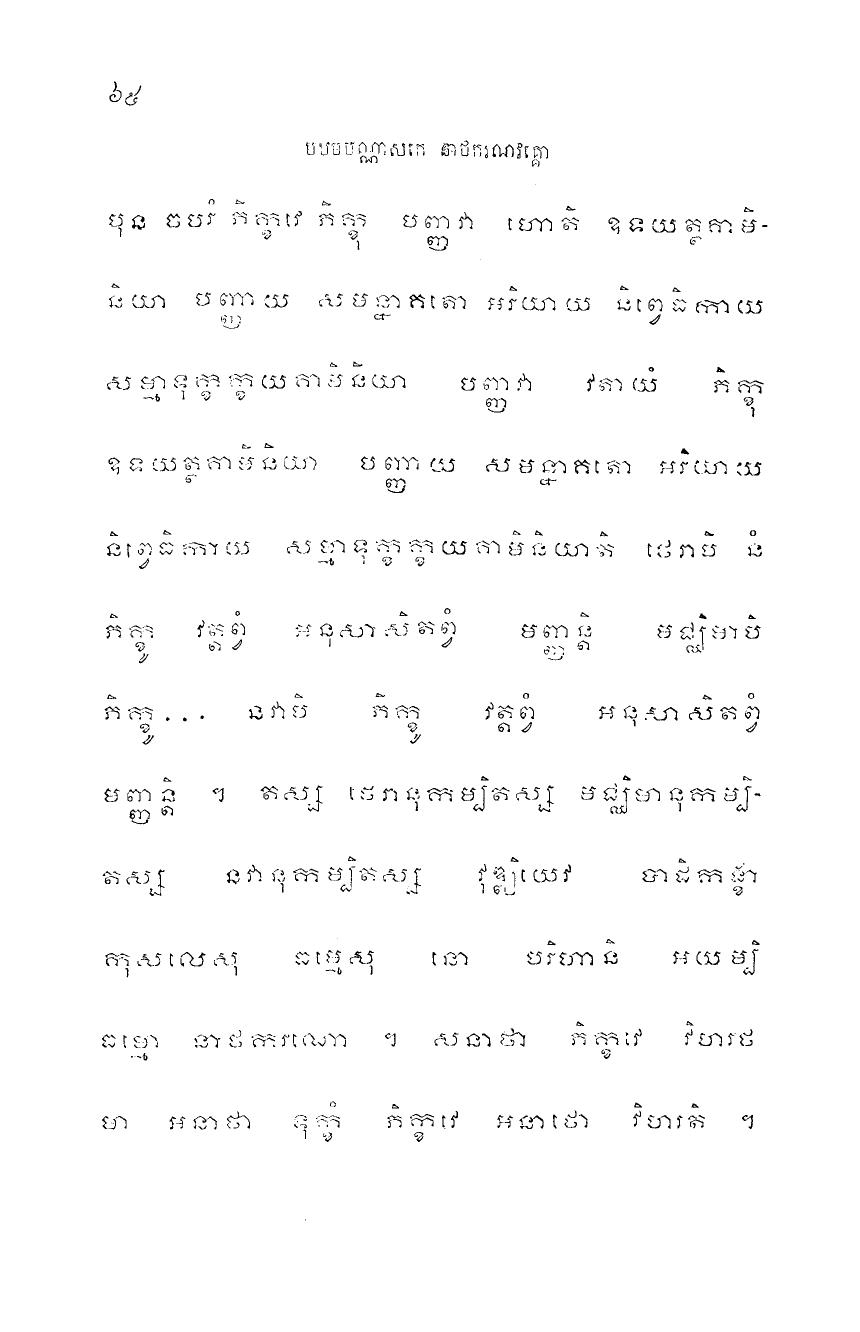 ៦៤
បឋមបណ្ណាសកេ នាថករណវគ្គោ
បុន ចបរំ ភិក្ខវេ ភិក្ខុ បញ្ញវា ហោតិ ឧទយត្ថគាមិ-
និយា បញ្ញាយ សមន្នាគតោ អរិយាយ និព្វេធិកាយ
សម្មាទុក្ខក្ខយគាមិនិយា បញ្ញវា វតាយំ ភិក្ខុ
ឧទយត្ថគាមិនិយា បញ្ញាយ សមន្នាគតោ អរិយាយ
និព្វេធិកាយ សម្មាទុក្ខក្ខយគាមិនិយាតិ ថេរាបិ នំ
ភិក្ខូ វត្តព្វំ អនុសាសិតព្វំ មញ្ញន្តិ មជ្ឈិមាបិ
ភិក្ខូ... នវាបិ ភិក្ខូ វត្តព្វំ អនុសាសិតព្វំ
មញ្ញន្តិ ។ តស្ស ថេរានុកម្បិតស្ស មជ្ឈិមានុកម្បិ-
តស្ស នវានុកម្បិតស្ស វុឌ្ឍិយេវ បាដិកង្ខា
កុសលេសុ ធម្មេសុ នោ បរិហានិ អយម្បិ
ធម្មោ នាថករណោ ។ សនាថា ភិក្ខវេ វិហរថ
មា អនាថា ទុក្ខំ ភិក្ខវេ អនាថោ វិហរតិ ។